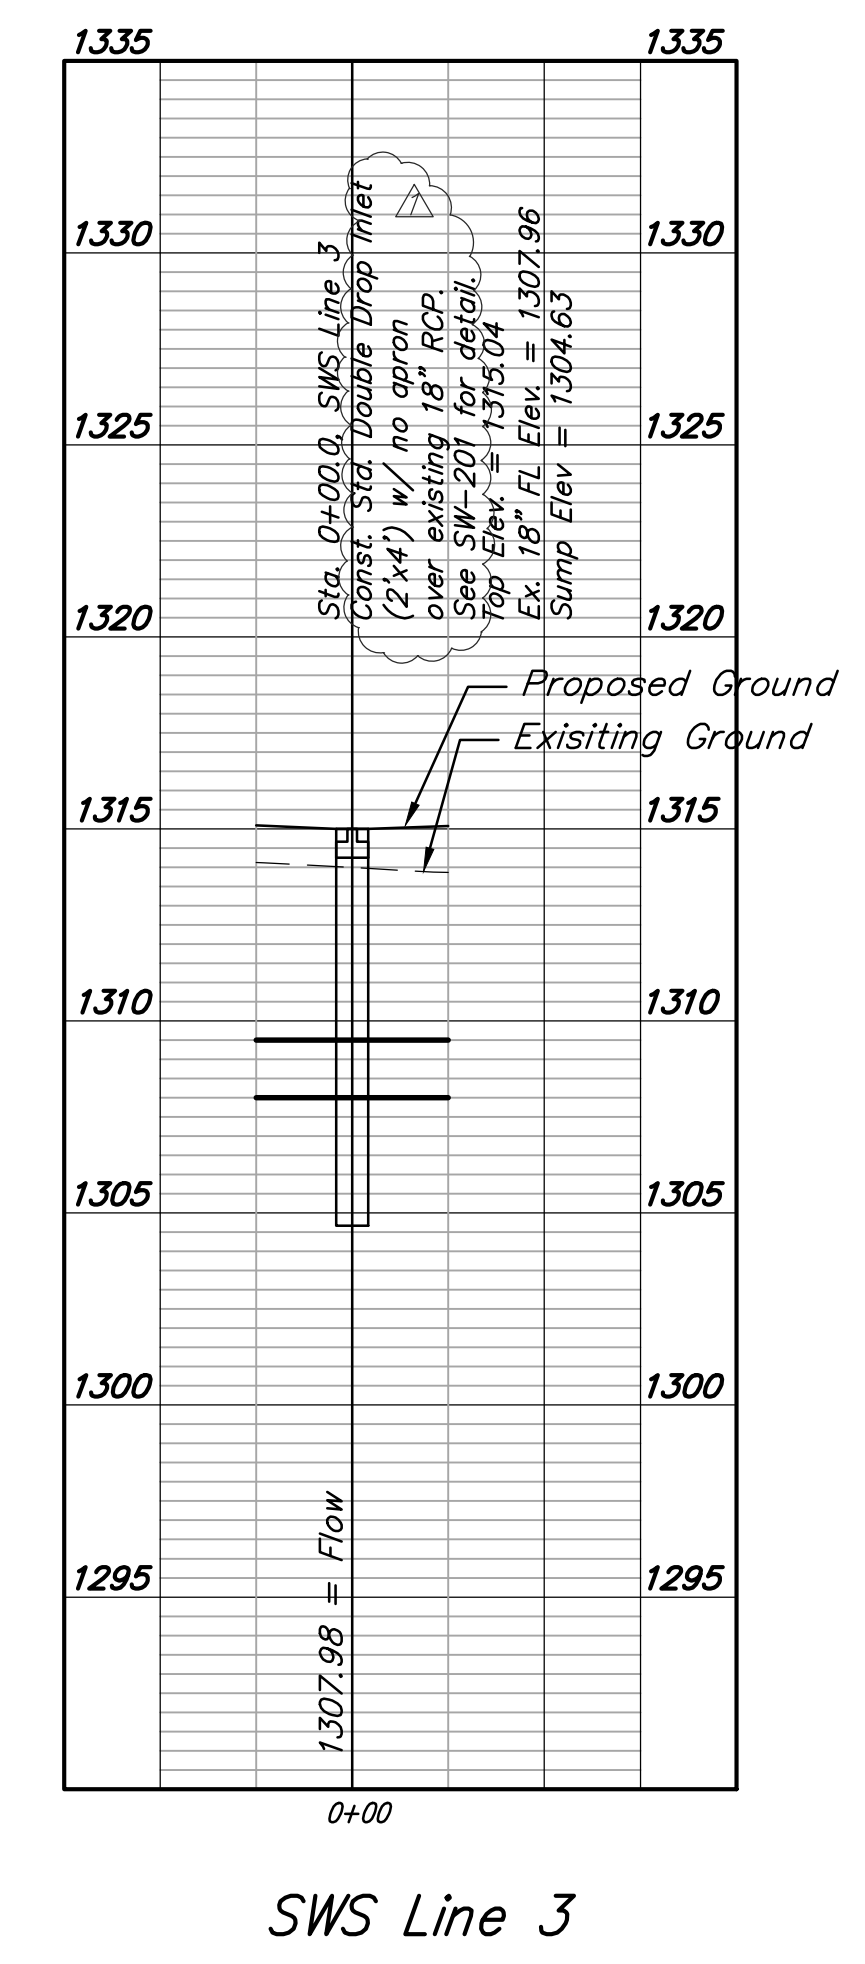 1335 1335
1330 1330
1325 1325
1320 1320
1315 1315
1310 1310
1305 1305
1300 1300
1295 1295
Sta. 0+00.0, SWS Line 3
Const. Std. Double Drop Inlet
(2'x4') w/ no apron
over existing 18" RCP.
See SW-201 for detail.
Top Elev. = 1315.04
Ex. 18" FL Elev. = 1307.96
Sump Elev = 1304.63
1
Proposed Ground
Exisiting Ground
1307.98 = Flow
0+00
SWS Line 3